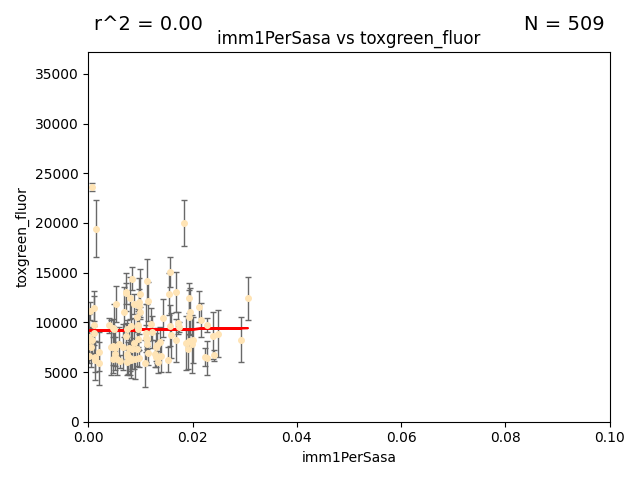 r^2 = 0.00
N = 509
imm1PerSasa vs toxgreen_fluor
toxgreen_fluor
35000
30000
25000
20000
15000
10000
5000
0
0.00
0.02
0.04
0.06
0.08
0.10
imm1PerSasa